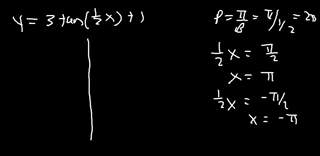 y = 3 tan(½x) + 1
P = π/B = π/½ = 2π
½x = π/2
x = π
½x = -π/2
x = -π